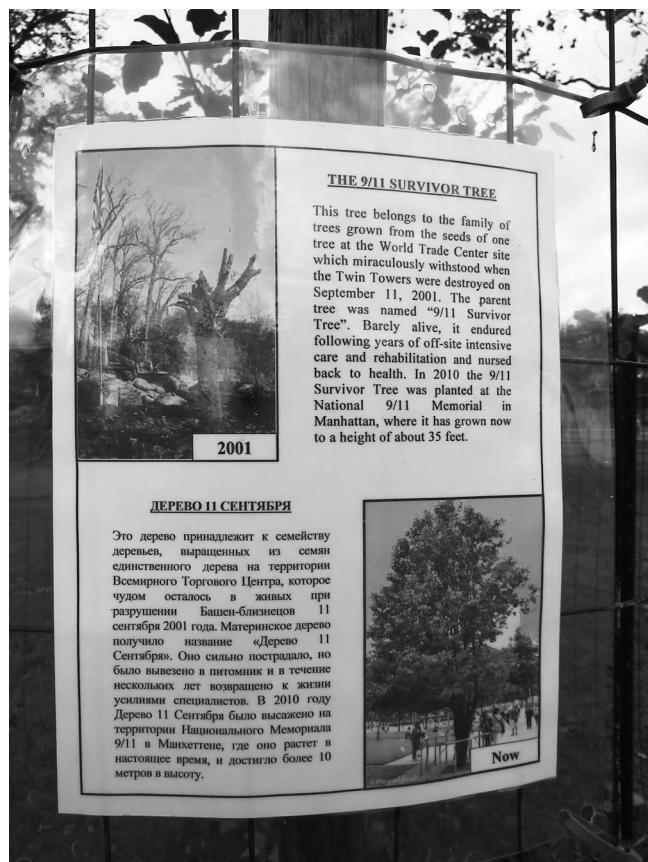 THE 9/11 SURVIVOR TREE
This tree belongs to the family of
trees grown from the seeds of one
tree at the World Trade Center site
which miraculously withstood when
the Twin Towers were destroyed on
September 11, 2001. The parent
tree was named “9/11 Survivor
Tree”. Barely alive, it endured
following years of off-site intensive
care and rehabilitation and nursed
back to health. In 2010 the 9/11
Survivor Tree was planted at the
National 9/11 Memorial in
Manhattan, where it has grown now
to a height of about 35 feet.
2001
ДЕРЕВО 11 СЕНТЯБРЯ
Это дерево принадлежит к семейству
деревьев, выращенных из семян
единственного дерева на территории
Всемирного Торгового Центра, которое
чудом осталось в живых при
разрушении Башен-близнецов 11
сентября 2001 года. Материнское дерево
получило название «Дерево 11
Сентября». Оно сильно пострадало, но
было вывезено в питомник и в течение
нескольких лет возвращено к жизни
усилиями специалистов. В 2010 году
Дерево 11 Сентября было высажено на
территории Национального Мемориала
9/11 в Манхеттене, где оно растет в
настоящее время, и достигло более 10
метров в высоту.
Now